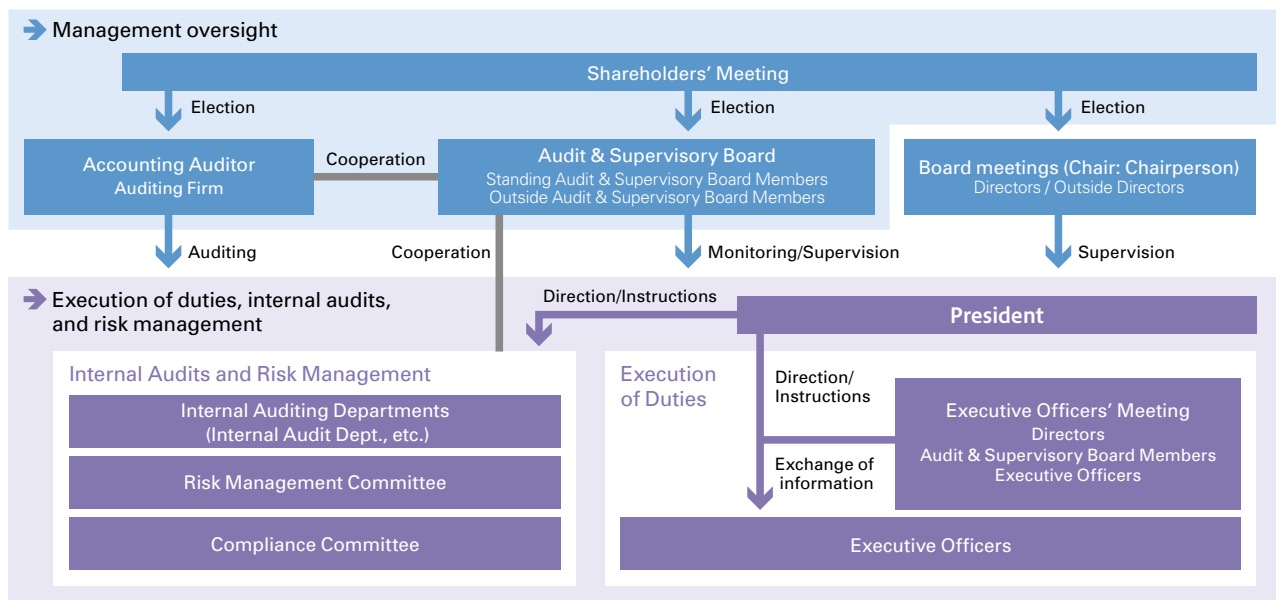 Management oversight
Shareholders’ Meeting
Election
Election
Election
Accounting Auditor
Auditing Firm
Cooperation
Audit & Supervisory Board
Standing Audit & Supervisory Board Members
Outside Audit & Supervisory Board Members
Board meetings (Chair: Chairperson)
Directors / Outside Directors
Auditing
Cooperation
Monitoring/Supervision
Supervision
Execution of duties, internal audits,
and risk management
Direction/Instructions
President
Internal Audits and Risk Management
Internal Auditing Departments
(Internal Audit Dept., etc.)
Risk Management Committee
Compliance Committee
Execution
of Duties
Direction/
Instructions
Executive Officers’ Meeting
Directors
Audit & Supervisory Board Members
Executive Officers
Exchange of
information
Executive Officers